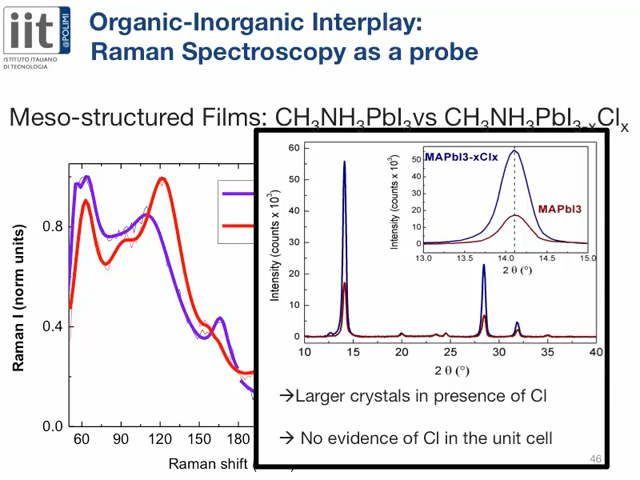 iit
@POLIMI
ISTITUTO ITALIANO
DI TECNOLOGIA
Organic-Inorganic Interplay:
Raman Spectroscopy as a probe
Meso-structured Films: CH3NH3PbI3vs CH3NH3PbI3-xClx
Raman I (norm units)
0.8
0.4
0.0
60 90 120 150 180
Raman shift (
Intensity (counts x 10³)
60
50
40
30
20
10
0
10 15 20 25 30 35 40
2 θ (°)
Intensity (counts x 10³)
50
40
30
20
10
0
13.0 13.5 14.0 14.5 15.0
2 θ (°)
MAPbI3-xClx
MAPbI3
→Larger crystals in presence of Cl
→ No evidence of Cl in the unit cell
46